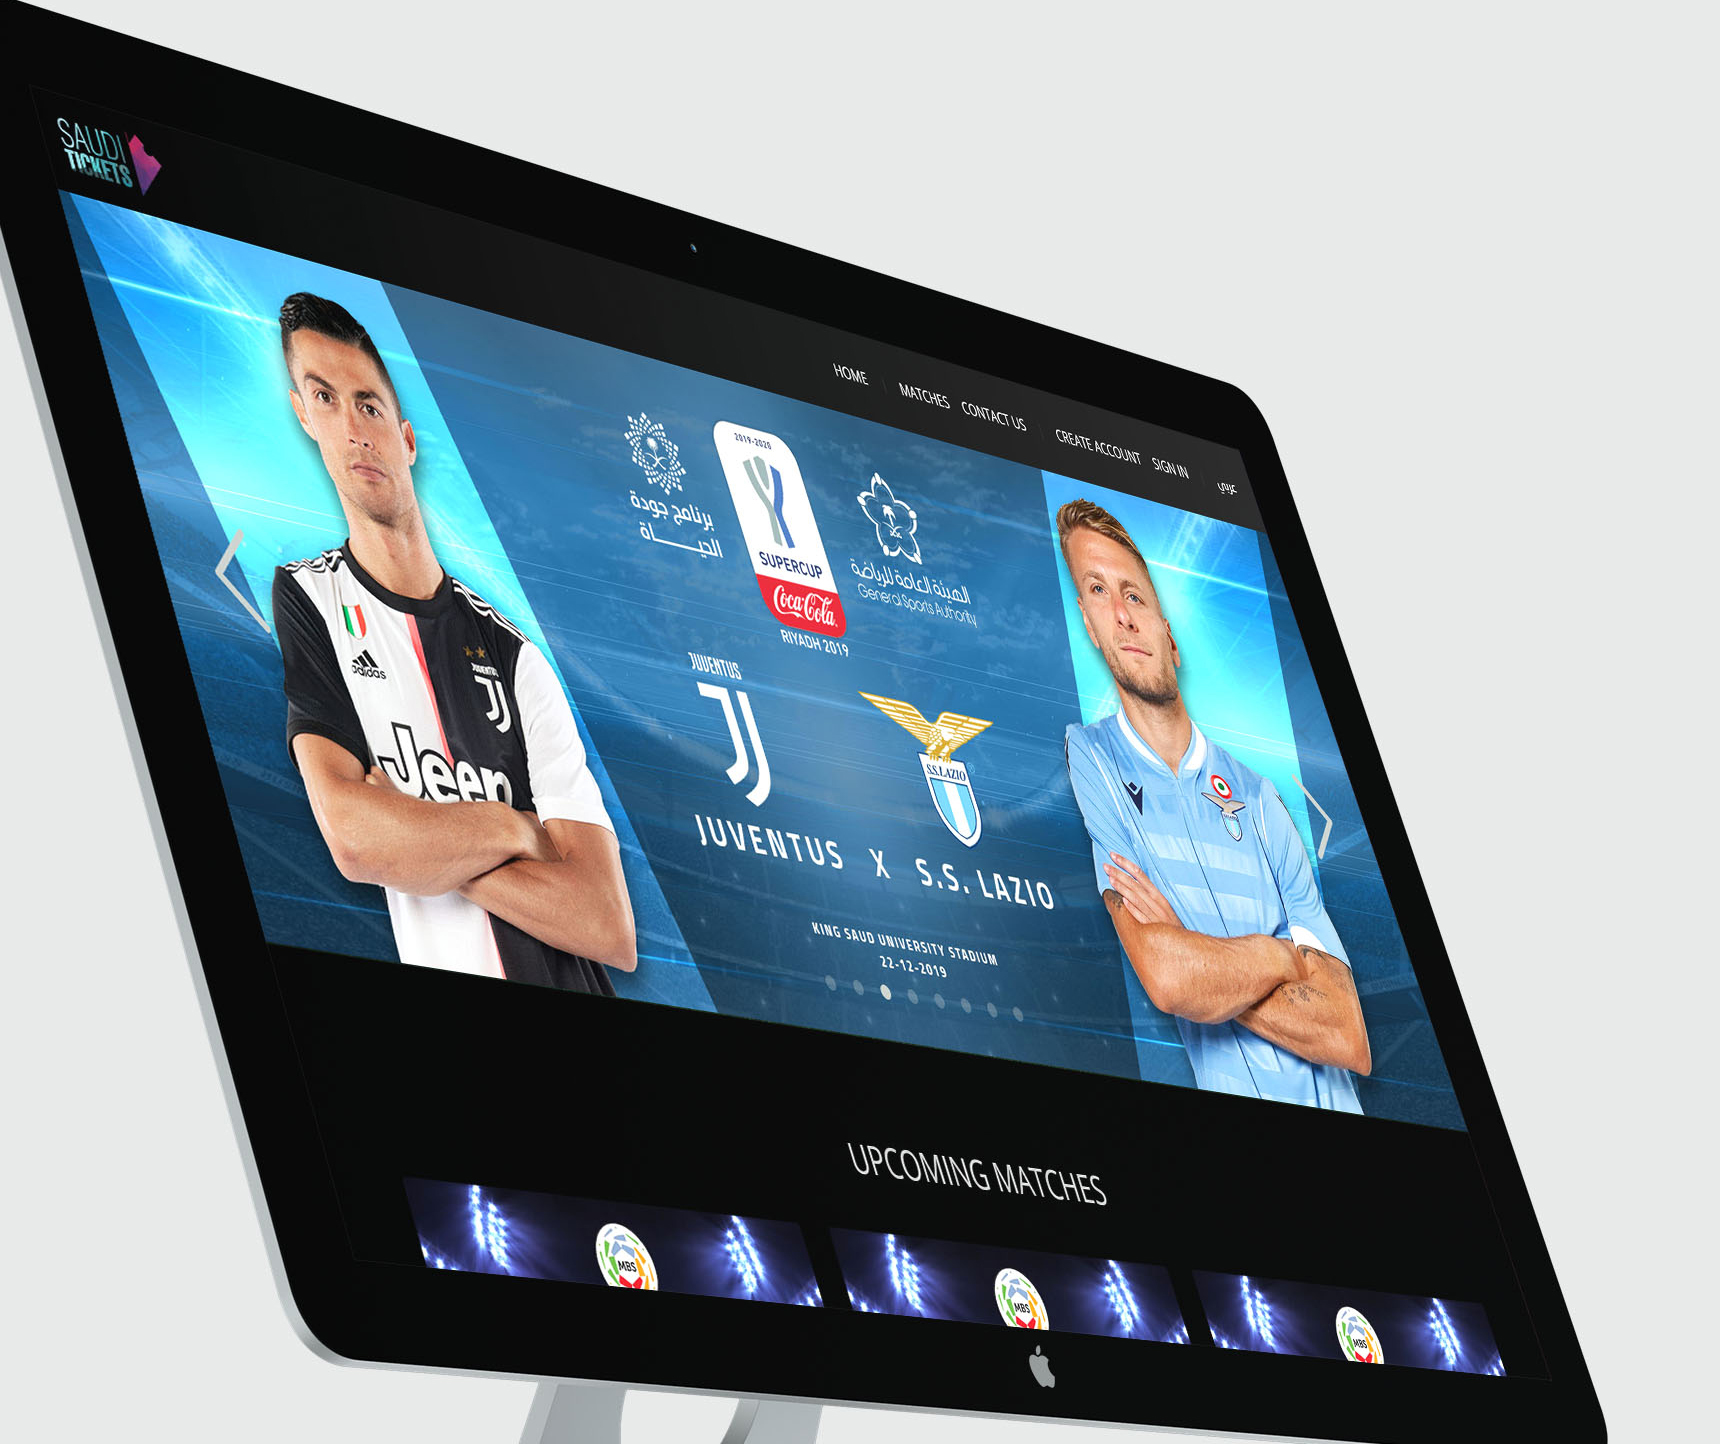 SAUDI
TICKETS
HOME
MATCHES
CONTACT US
CREATE ACCOUNT
SIGN IN
عربي
برنامج جودة
الحيـــاة
2019-2020
SUPERCUP
Coca-Cola
RIYADH 2019
الهيئة العامة للرياضة
General Sports Authority
adidas
JUVENTUS
Jeep
JUVENTUS
S.S.LAZIO
JUVENTUS X S.S. LAZIO
KING SAUD UNIVERSITY STADIUM
22-12-2019
UPCOMING MATCHES
MBS
MBS
MBS